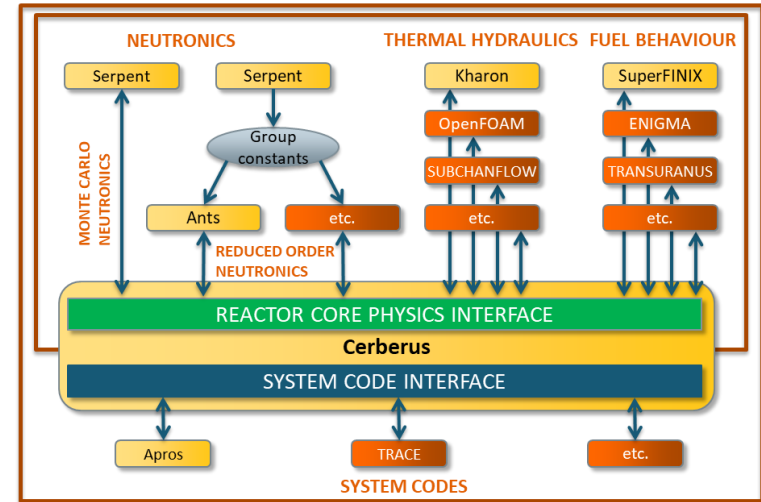 NEUTRONICS
THERMAL HYDRAULICS
FUEL BEHAVIOUR
Serpent
Serpent
Kharon
SuperFINIX
OpenFOAM
ENIGMA
Group
constants
SUBCHANFLOW
TRANSURANUS
MONTE CARLO
NEUTRONICS
Ants
etc.
etc.
etc.
REDUCED ORDER
NEUTRONICS
REACTOR CORE PHYSICS INTERFACE
Cerberus
SYSTEM CODE INTERFACE
Apros
TRACE
etc.
SYSTEM CODES